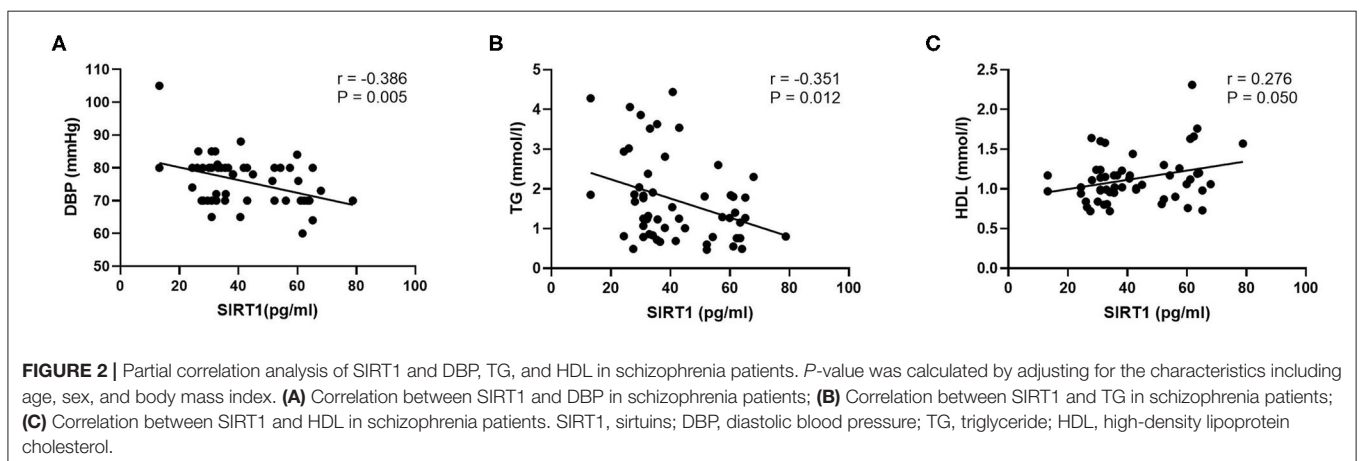 A
B
C
r = -0.386
P = 0.005
110
100
90
80
70
60
50
DBP (mmHg)
0 20 40 60 80 100
SIRT1(pg/ml)
r = -0.351
P = 0.012
5
4
3
2
1
0
TG (mmol/l)
0 20 40 60 80 100
SIRT1 (pg/ml)
r = 0.276
P = 0.050
2.5
2.0
1.5
1.0
0.5
0.0
HDL (mmol/l)
0 20 40 60 80 100
SIRT1 (pg/ml)
FIGURE 2 | Partial correlation analysis of SIRT1 and DBP, TG, and HDL in schizophrenia patients. P-value was calculated by adjusting for the characteristics including
age, sex, and body mass index. (A) Correlation between SIRT1 and DBP in schizophrenia patients; (B) Correlation between SIRT1 and TG in schizophrenia patients;
(C) Correlation between SIRT1 and HDL in schizophrenia patients. SIRT1, sirtuins; DBP, diastolic blood pressure; TG, triglyceride; HDL, high-density lipoprotein
cholesterol.